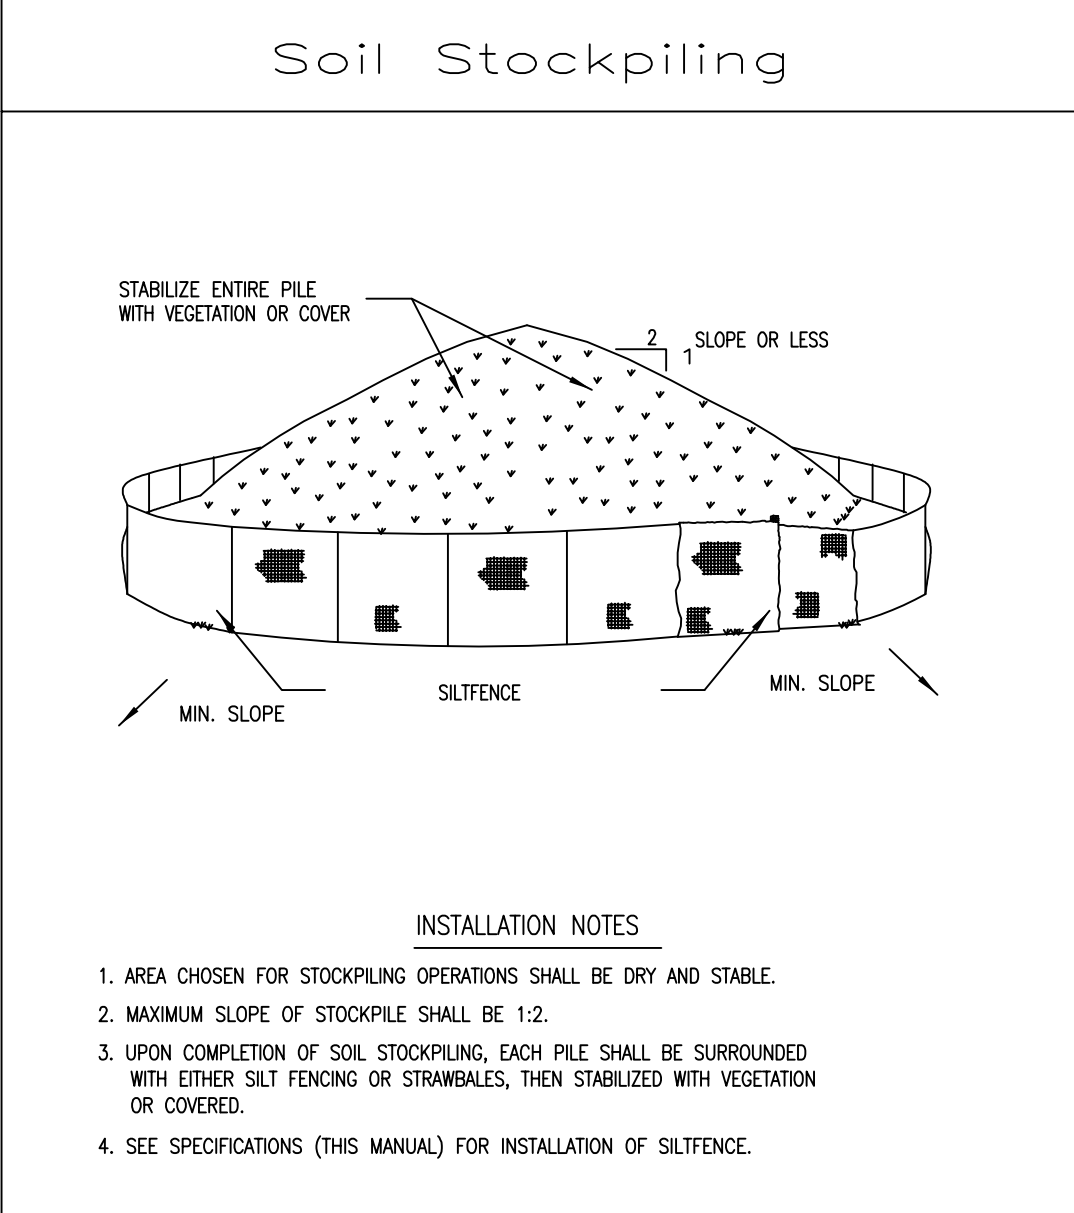 Soil Stockpiling
STABILIZE ENTIRE PILE
WITH VEGETATION OR COVER
2
1 SLOPE OR LESS
SILTFENCE
MIN. SLOPE
MIN. SLOPE
INSTALLATION NOTES
1. AREA CHOSEN FOR STOCKPILING OPERATIONS SHALL BE DRY AND STABLE.
2. MAXIMUM SLOPE OF STOCKPILE SHALL BE 1:2.
3. UPON COMPLETION OF SOIL STOCKPILING, EACH PILE SHALL BE SURROUNDED
WITH EITHER SILT FENCING OR STRAWBALES, THEN STABILIZED WITH VEGETATION
OR COVERED.
4. SEE SPECIFICATIONS (THIS MANUAL) FOR INSTALLATION OF SILTFENCE.